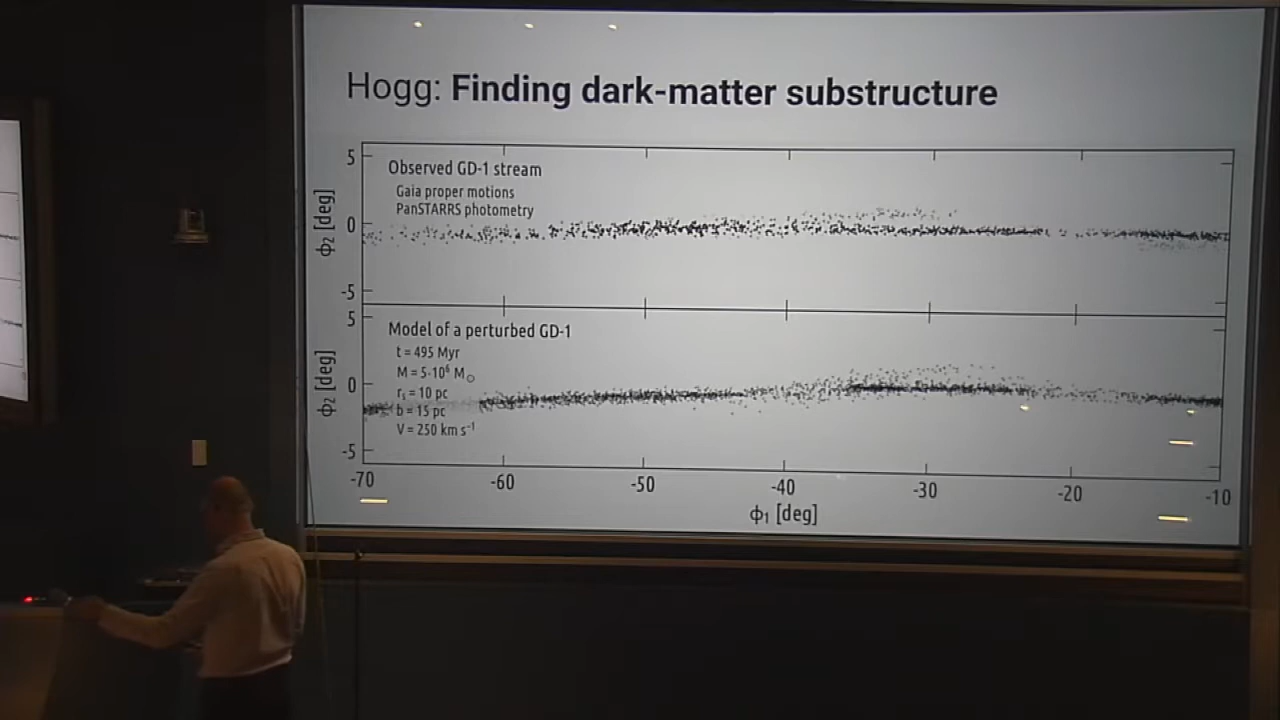 Hogg: Finding dark-matter substructure
5
Observed GD-1 stream
Gaia proper motions
PanSTARRS photometry
0
ϕ₂ [deg]
-5
5
Model of a perturbed GD-1
t = 495 Myr
M = 5·10⁶ M☉
rₛ = 10 pc
b = 15 pc
V = 250 km s⁻¹
0
ϕ₂ [deg]
-5
-70 -60 -50 -40 -30 -20 -10
ϕ₁ [deg]